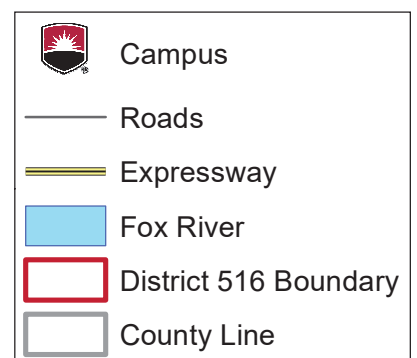 Campus
Roads
Expressway
Fox River
District 516 Boundary
County Line